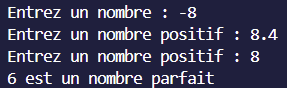 Entrez un nombre : -8
Entrez un nombre positif : 8.4
Entrez un nombre positif : 8
6 est un nombre parfait